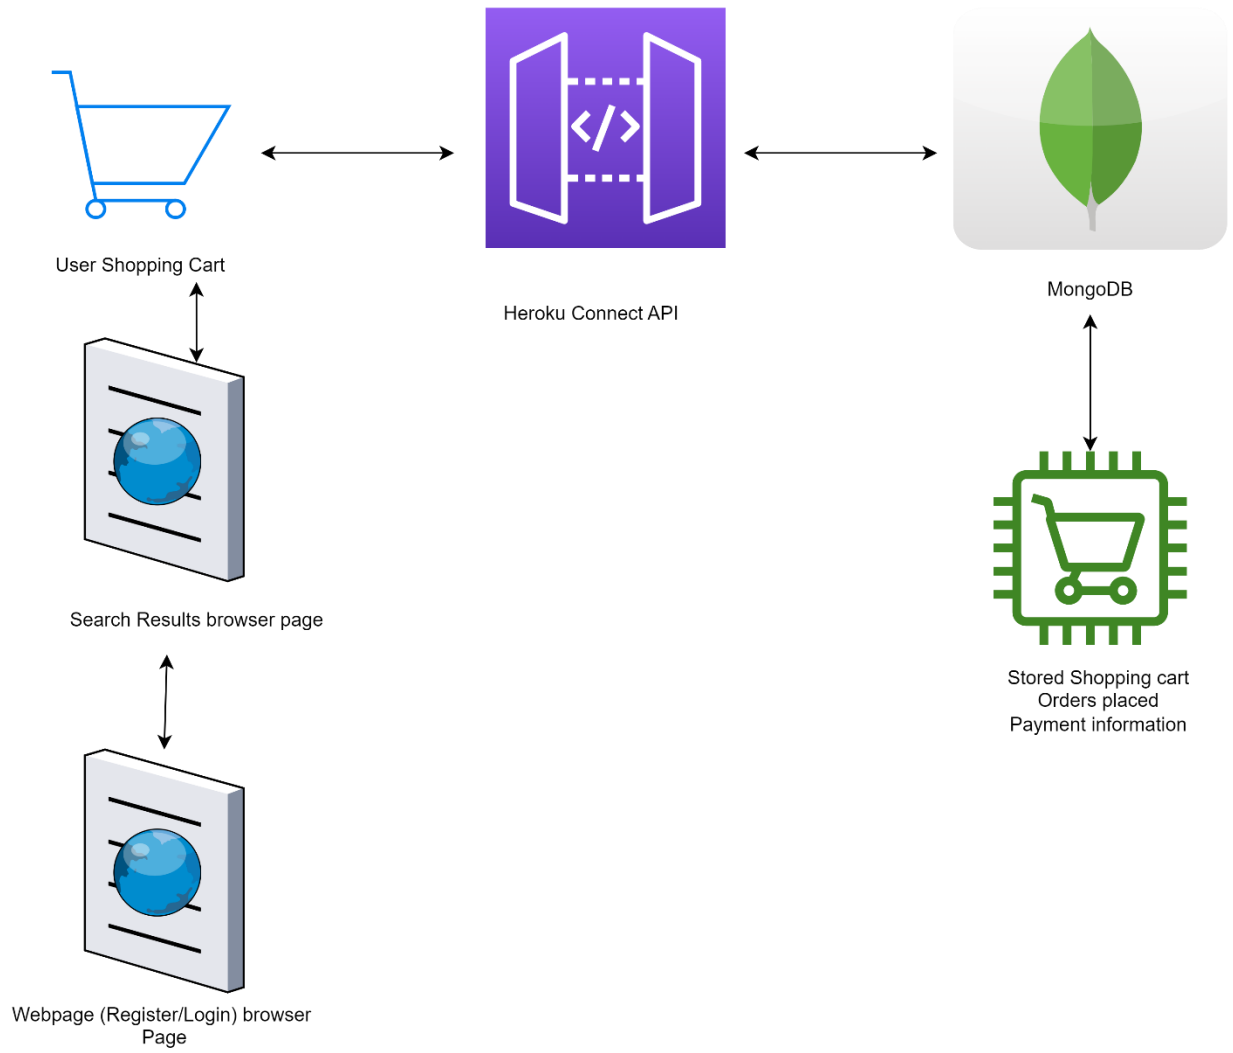 User Shopping Cart
Heroku Connect API
MongoDB
Search Results browser page
Stored Shopping cart
Orders placed
Payment information
Webpage (Register/Login) browser
Page